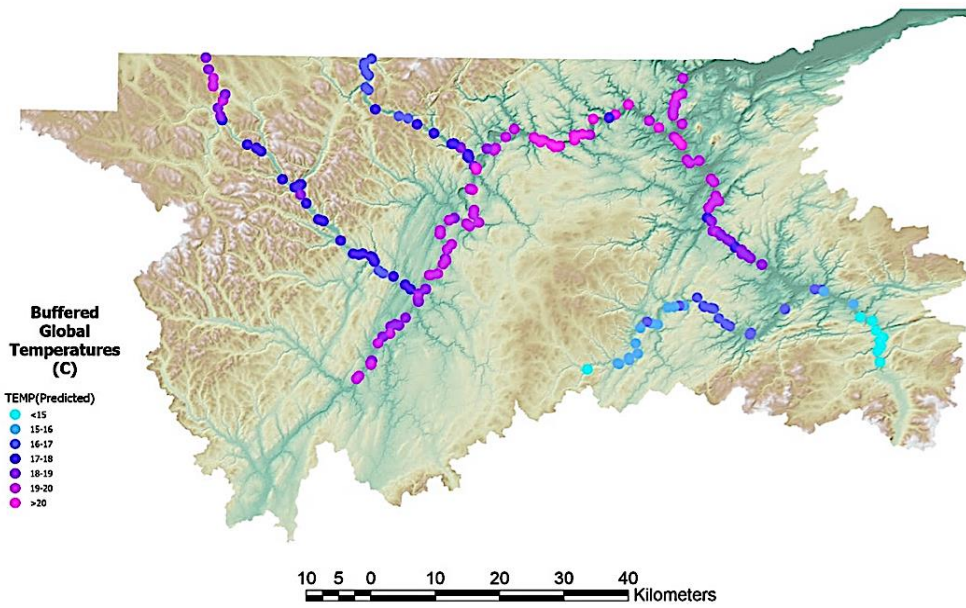 Buffered
Global
Temperatures
(C)
TEMP(Predicted)
<15
15-16
16-17
17-18
18-19
19-20
>20
10 5 0 10 20 30 40
Kilometers